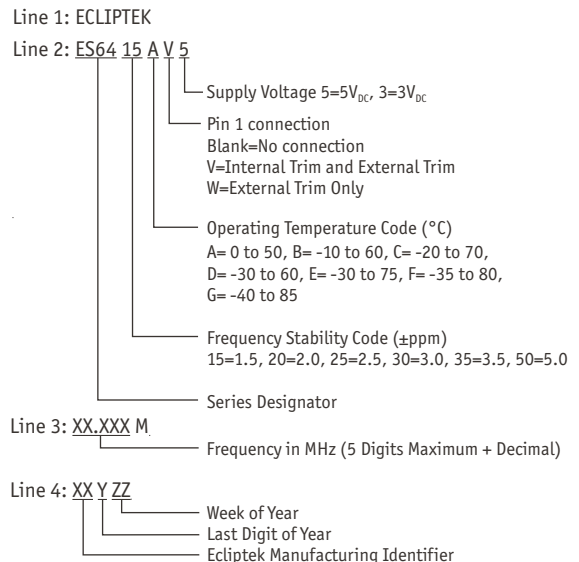 Line 1: ECLIPTEK
Line 2: ES64 15 A V 5
Supply Voltage 5=5VDC, 3=3VDC
Pin 1 connection
Blank=No connection
V=Internal Trim and External Trim
W=External Trim Only
Operating Temperature Code (°C)
A= 0 to 50, B= -10 to 60, C= -20 to 70,
D= -30 to 60, E= -30 to 75, F= -35 to 80,
G= -40 to 85
Frequency Stability Code (±ppm)
15=1.5, 20=2.0, 25=2.5, 30=3.0, 35=3.5, 50=5.0
Series Designator
Line 3: XX.XXX M
Frequency in MHz (5 Digits Maximum + Decimal)
Line 4: XX Y ZZ
Week of Year
Last Digit of Year
Ecliptek Manufacturing Identifier